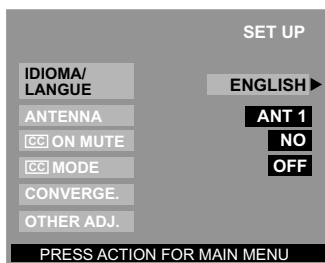 SET UP
IDIOMA/
LANGUE
ENGLISH
ANTENNA
ANT 1
CC ON MUTE
NO
CC MODE
OFF
CONVERGE.
OTHER ADJ.
PRESS ACTION FOR MAIN MENU